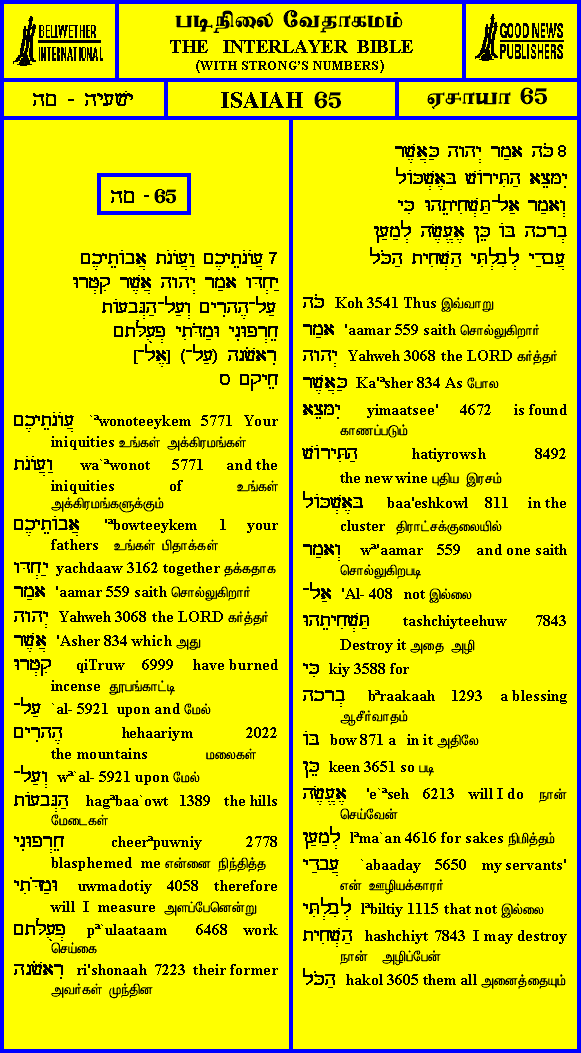 BELLWETHER
INTERNATIONAL
படிநிலை வேதாகமம்
THE INTERLAYER BIBLE
(WITH STRONG'S NUMBERS)
GOOD NEWS
PUBLISHERS
ישעיה - סה
ISAIAH 65
ஏசாயா 65
סה - 65
7 עֲוֹנֹתֵיכֶם וַעֲוֹנֹת אֲבוֹתֵיכֶם
יַחְדּוֹ אָמַר יְהוָה אֲשֶׁר קִטְּרוּ
עַל־הֶהָרִים וְעַל־הַגְּבָעוֹת
חֵרְפוּנִי וּמַדֹּתִי פְעֻלָּתָם
רִאשֹׁנָה (עַל־) [אֶל־]
חֵיקָם ס
עֲוֹנֹתֵיכֶם `ᵃwonoteeykem 5771 Your
iniquities உங்கள் அக்கிரமங்கள்
וַעֲוֹנֹת wa`ᵃwonot 5771 and the
iniquities of உங்கள்
அக்கிரமங்களுக்கும்
אֲבוֹתֵיכֶם 'ᵃbowteeykem 1 your
fathers உங்கள் பிதாக்கள்
יַחְדּוֹ yachdaaw 3162 together தக்கதாக
אָמַר 'aamar 559 saith சொல்லுகிறார்
יְהוָה Yahweh 3068 the LORD கர்த்தர்
אֲשֶׁר 'Asher 834 which அது
קִטְּרוּ qiTruw 6999 have burned
incense தூபங்காட்டி
עַל־ `al- 5921 upon and மேல்
הֶהָרִים hehaariym 2022
the mountains மலைகள்
וְעַל־ wᵃ`al- 5921 upon மேல்
הַגְּבָעוֹת hagᵃbaa`owt 1389 the hills
மேடைகள்
חֵרְפוּנִי cheerᵃpuwniy 2778
blasphemed me என்னை நிந்தித்த
וּמַדֹּתִי uwmadotiy 4058 therefore
will I measure அளப்பேனென்று
פְעֻלָּתָם pᵃ`ulaataam 6468 work
செய்கை
רִאשֹׁנָה ri'shonaah 7223 their former
அவர்கள் முந்தின
8 כֹּה אָמַר יְהוָה כַּאֲשֶׁר
יִמָּצֵא הַתִּירוֹשׁ בָּאֶשְׁכּוֹל
וְאָמַר אַל־תַּשְׁחִיתֵהוּ כִּי
בְרָכָה בּוֹ כֵּן אֶעֱשֶׂה לְמַעַן
עֲבָדַי לְבִלְתִּי הַשְׁחִית הַכֹּל
כֹּה Koh 3541 Thus இவ்வாறு
אָמַר 'aamar 559 saith சொல்லுகிறார்
יְהוָה Yahweh 3068 the LORD கர்த்தர்
כַּאֲשֶׁר Ka'ᵃsher 834 As போல
יִמָּצֵא yimaatsee' 4672 is found
காணப்படும்
הַתִּירוֹשׁ hatiyrowsh 8492
the new wine புதிய இரசம்
בָּאֶשְׁכּוֹל baa'eshkowl 811 in the
cluster திராட்சக்குலையில்
וְאָמַר wᵃ'aamar 559 and one saith
சொல்லுகிறபடி
אַל־ 'Al- 408 not இல்லை
תַּשְׁחִיתֵהוּ tashchiyteehuw 7843
Destroy it அதை அழி
כִּי kiy 3588 for
בְרָכָה bᵃraakaah 1293 a blessing
ஆசீர்வாதம்
בּוֹ bow 871 a in it அதிலே
כֵּן keen 3651 so படி
אֶעֱשֶׂה 'e`ᵉseh 6213 will I do நான்
செய்வேன்
לְמַעַן lᵃma`an 4616 for sakes நிமித்தம்
עֲבָדַי `abaaday 5650 my servants'
என் ஊழியக்காரர்
לְבִלְתִּי lᵃbiltiy 1115 that not இல்லை
הַשְׁחִית hashchiyt 7843 I may destroy
நான் அழிப்பேன்
הַכֹּל hakol 3605 them all அனைத்தையும்